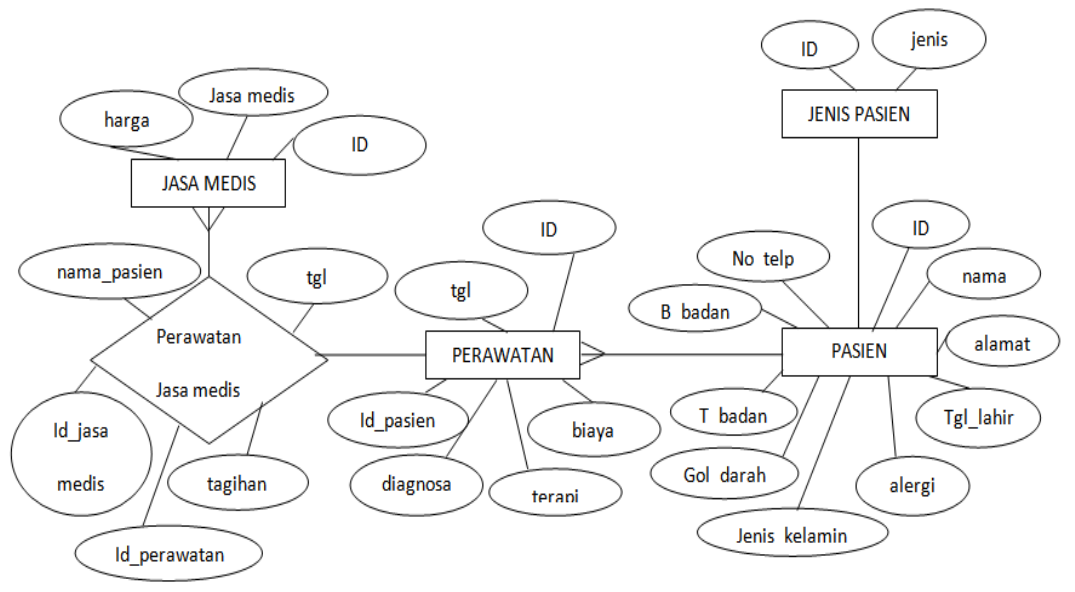 ID
jenis
JENIS PASIEN
Jasa medis
harga
ID
JASA MEDIS
nama_pasien
tgl
Perawatan
Jasa medis
Id_jasa
medis
tagihan
Id_perawatan
ID
tgl
PERAWATAN
Id_pasien
diagnosa
terapi
biaya
ID
No telp
nama
B badan
PASIEN
alamat
T badan
Tgl_lahir
Gol darah
alergi
Jenis kelamin